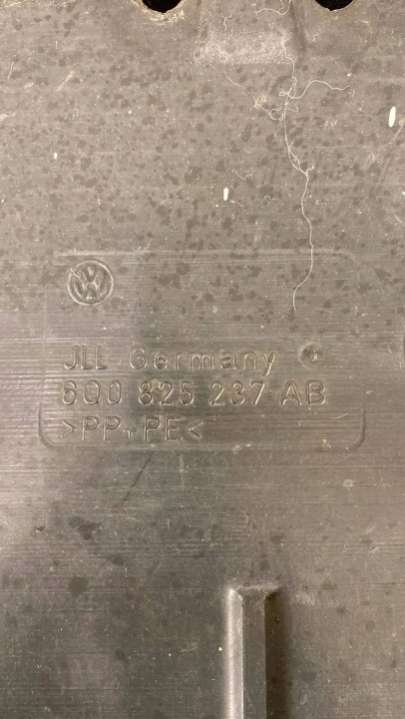 JLL Germany
6Q0 825 237 AB
>PP+PE<